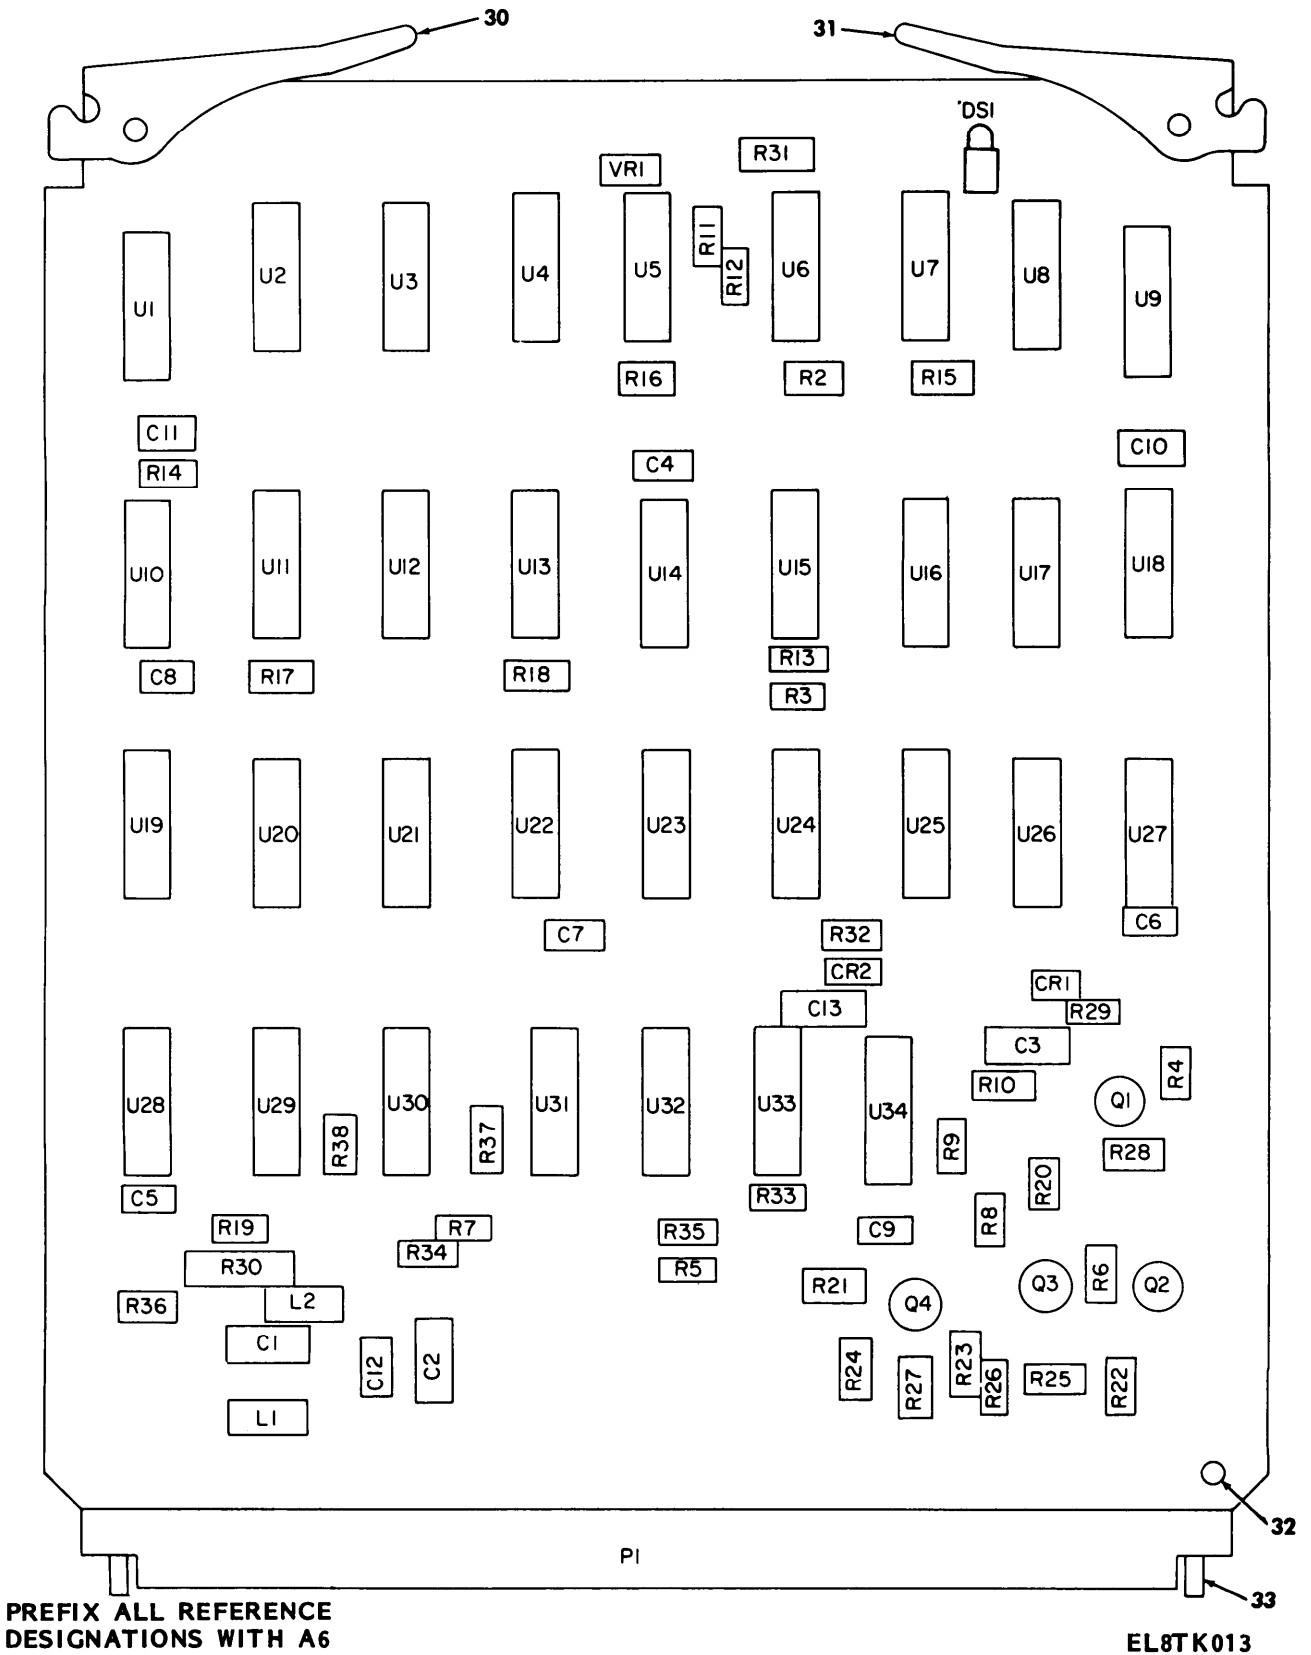 30
31
DS1
R31
VR1
R11
R12
U1
U2
U3
U4
U5
U6
U7
U8
U9
R16
R2
R15
C11
R14
C4
C10
U10
U11
U12
U13
U14
U15
U16
U17
U18
C8
R17
R18
R13
R3
U19
U20
U21
U22
U23
U24
U25
U26
U27
C7
R32
C6
CR2
CR1
C13
R29
C3
R10
R4
U28
U29
U30
U31
U32
U33
U34
Q1
R38
R37
R9
R28
C5
R33
R20
R19
R7
R35
C9
R8
R34
R30
R5
R21
R6
R36
L2
Q4
Q3
Q2
C1
C12
C2
R24
R27
R23
R26
R25
R22
L1
32
P1
33
PREFIX ALL REFERENCE
DESIGNATIONS WITH A6
EL8TK013